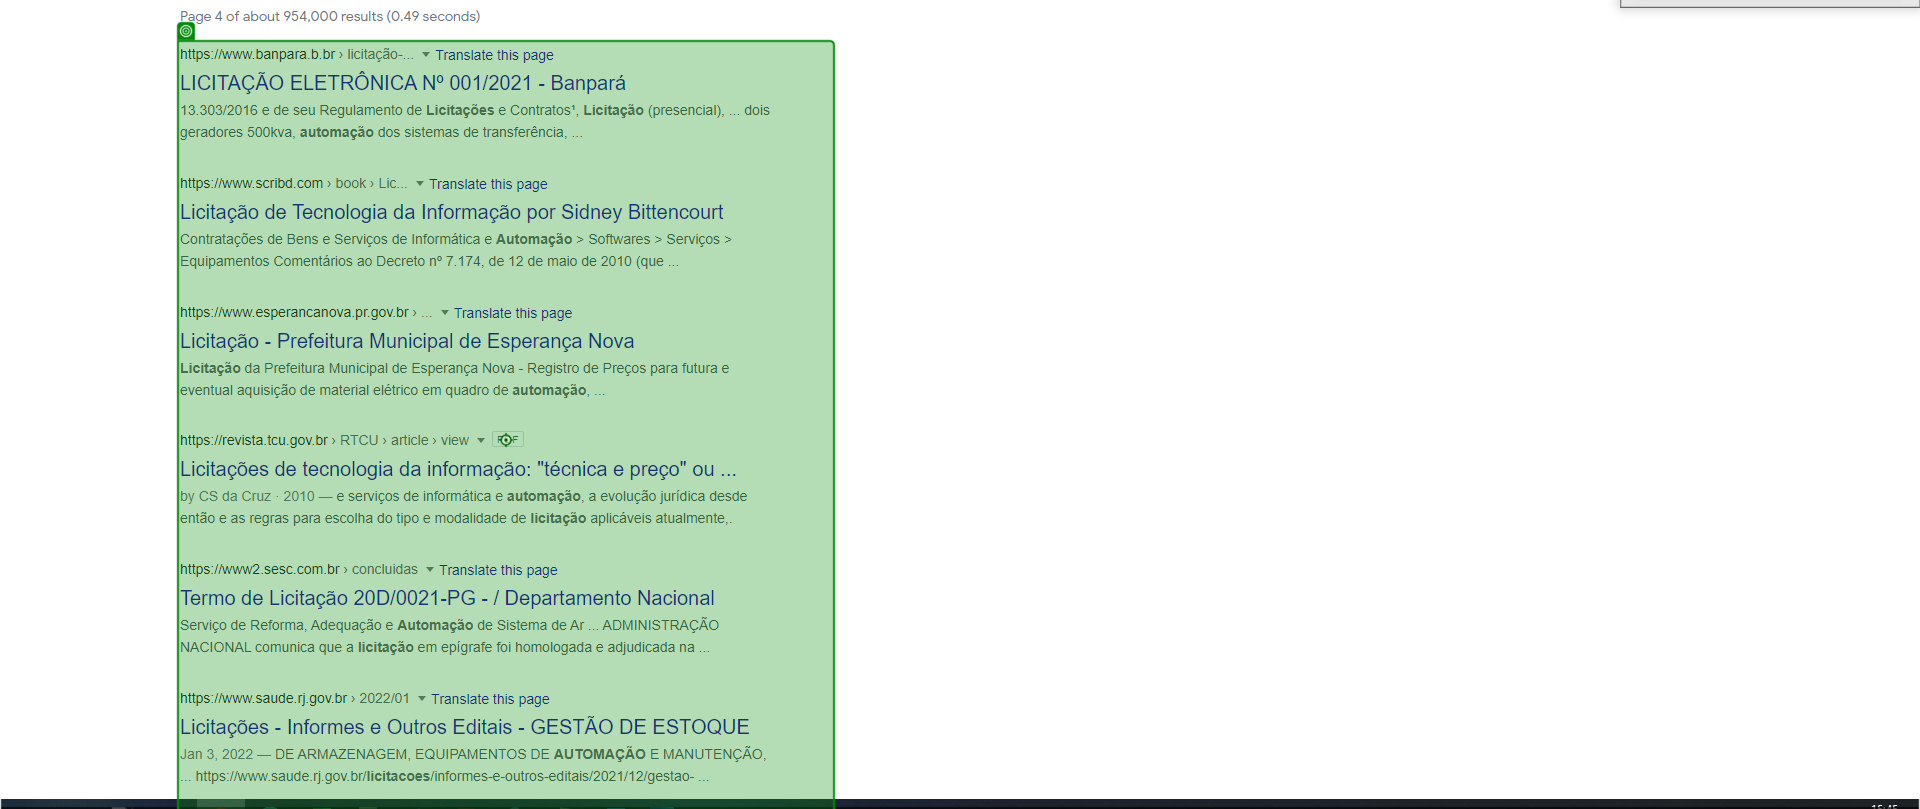 Page 4 of about 954,000 results (0.49 seconds)
https://www.banpara.b.br › licitação-... Translate this page
LICITAÇÃO ELETRÔNICA Nº 001/2021 - Banpará
13.303/2016 e de seu Regulamento de Licitações e Contratos¹, Licitação (presencial), ... dois
geradores 500kva, automação dos sistemas de transferência, ...
https://www.scribd.com › book › Lic... Translate this page
Licitação de Tecnologia da Informação por Sidney Bittencourt
Contratações de Bens e Serviços de Informática e Automação > Softwares > Serviços >
Equipamentos Comentários ao Decreto nº 7.174, de 12 de maio de 2010 (que ...
https://www.esperancanova.pr.gov.br › ... Translate this page
Licitação - Prefeitura Municipal de Esperança Nova
Licitação da Prefeitura Municipal de Esperança Nova - Registro de Preços para futura e
eventual aquisição de material elétrico em quadro de automação, ...
https://revista.tcu.gov.br › RTCU › article › view
Licitações de tecnologia da informação: "técnica e preço" ou ...
by CS da Cruz · 2010 — e serviços de informática e automação, a evolução jurídica desde
então e as regras para escolha do tipo e modalidade de licitação aplicáveis atualmente,.
https://www2.sesc.com.br › concluidas Translate this page
Termo de Licitação 20D/0021-PG - / Departamento Nacional
Serviço de Reforma, Adequação e Automação de Sistema de Ar ... ADMINISTRAÇÃO
NACIONAL comunica que a licitação em epígrafe foi homologada e adjudicada na ...
https://www.saude.rj.gov.br › 2022/01 Translate this page
Licitações - Informes e Outros Editais - GESTÃO DE ESTOQUE
Jan 3, 2022 — DE ARMAZENAGEM, EQUIPAMENTOS DE AUTOMAÇÃO E MANUTENÇÃO,
... https://www.saude.rj.gov.br/licitacoes/informes-e-outros-editais/2021/12/gestao- ...